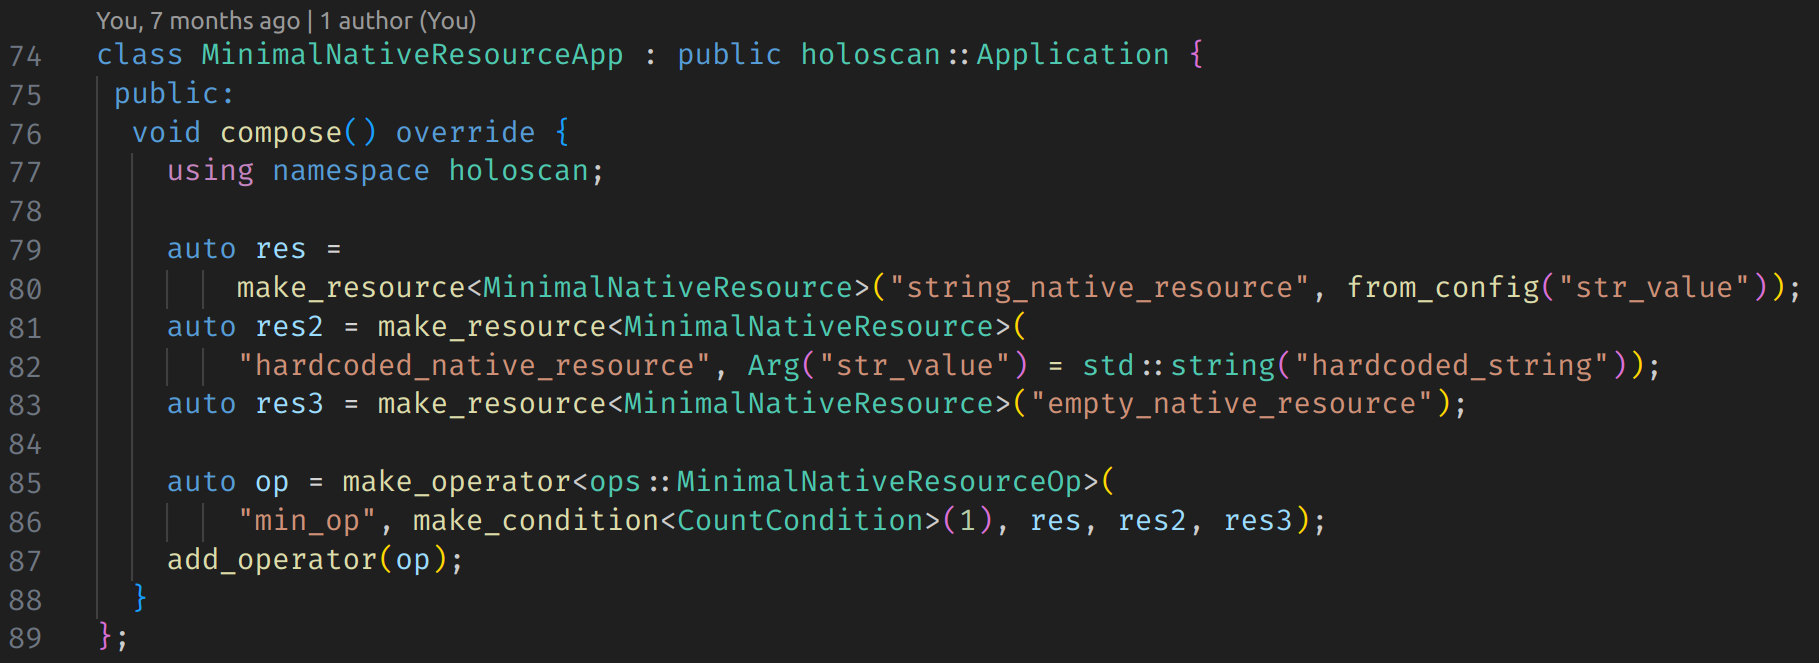 You, 7 months ago | 1 author (You)
74 class MinimalNativeResourceApp : public holoscan::Application {
75 public:
76 void compose() override {
77 using namespace holoscan;
78
79 auto res =
80 make_resource<MinimalNativeResource>("string_native_resource", from_config("str_value"));
81 auto res2 = make_resource<MinimalNativeResource>(
82 "hardcoded_native_resource", Arg("str_value") = std::string("hardcoded_string"));
83 auto res3 = make_resource<MinimalNativeResource>("empty_native_resource");
84
85 auto op = make_operator<ops::MinimalNativeResourceOp>(
86 "min_op", make_condition<CountCondition>(1), res, res2, res3);
87 add_operator(op);
88 }
89 };